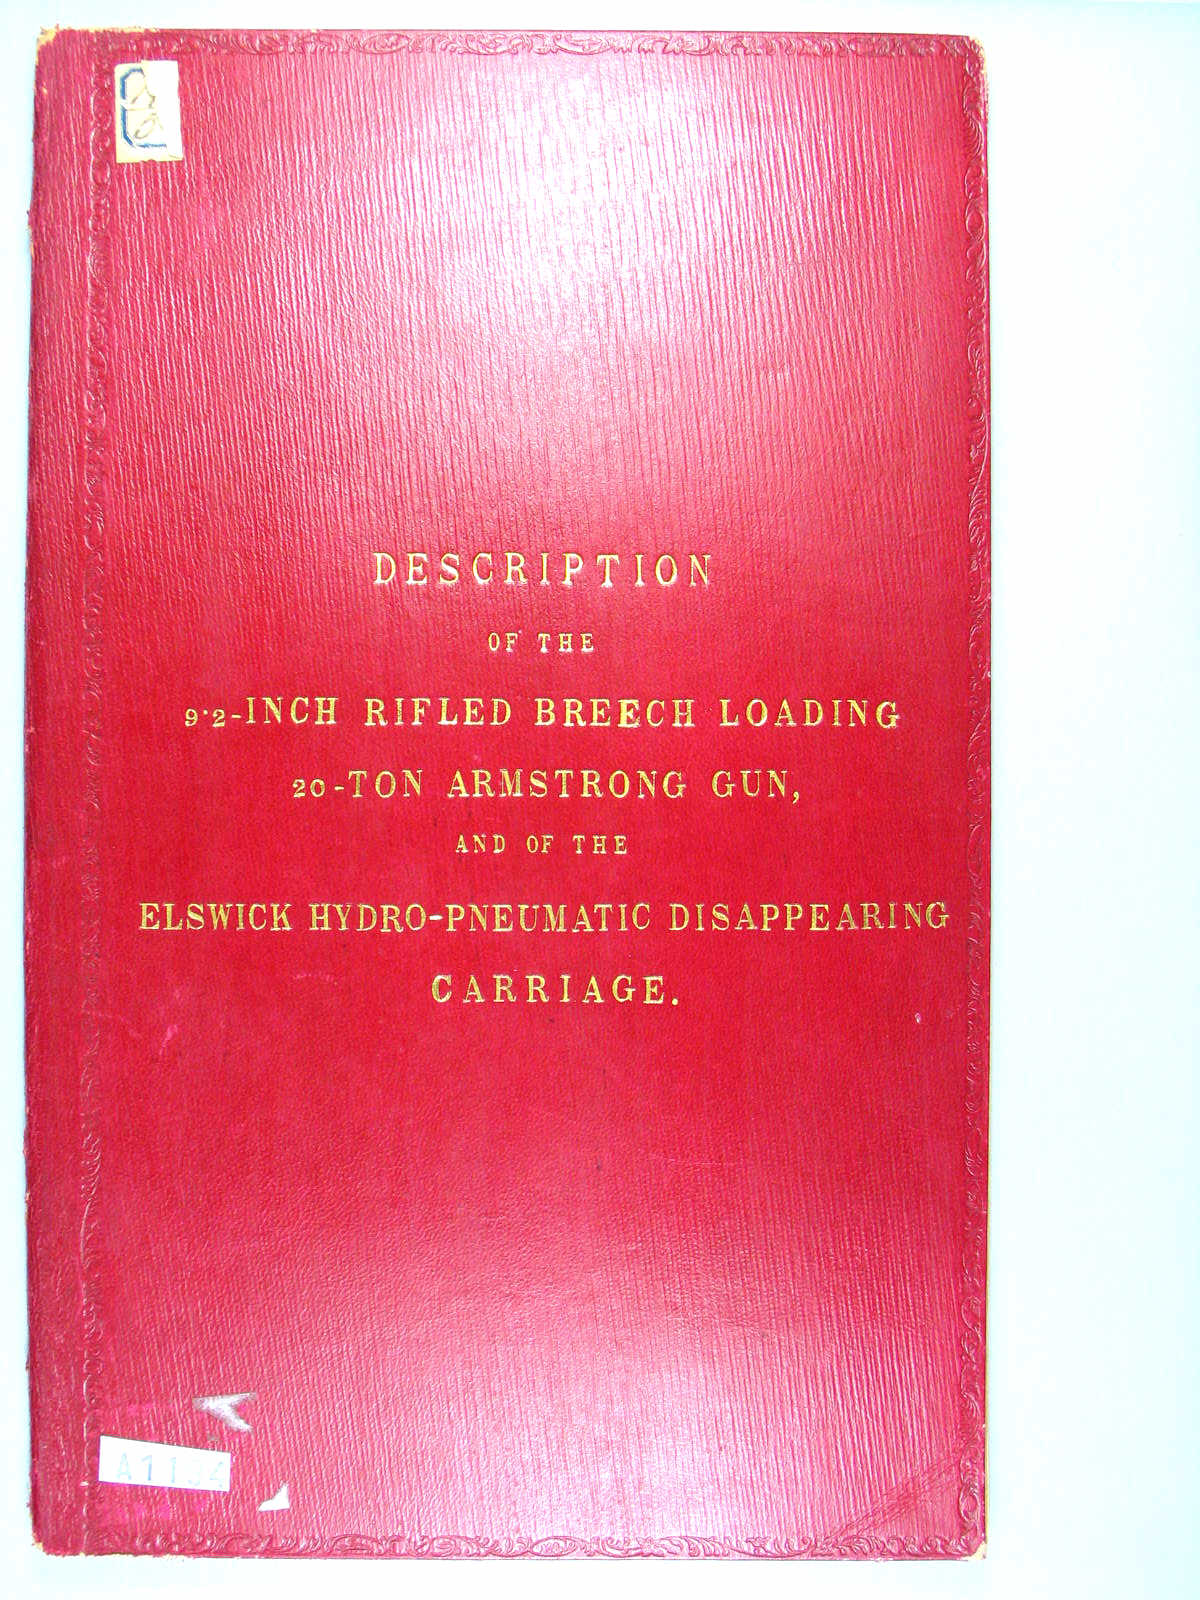 DESCRIPTION
OF THE
9·2-INCH RIFLED BREECH LOADING
20-TON ARMSTRONG GUN,
AND OF THE
ELSWICK HYDRO-PNEUMATIC DISAPPEARING
CARRIAGE.